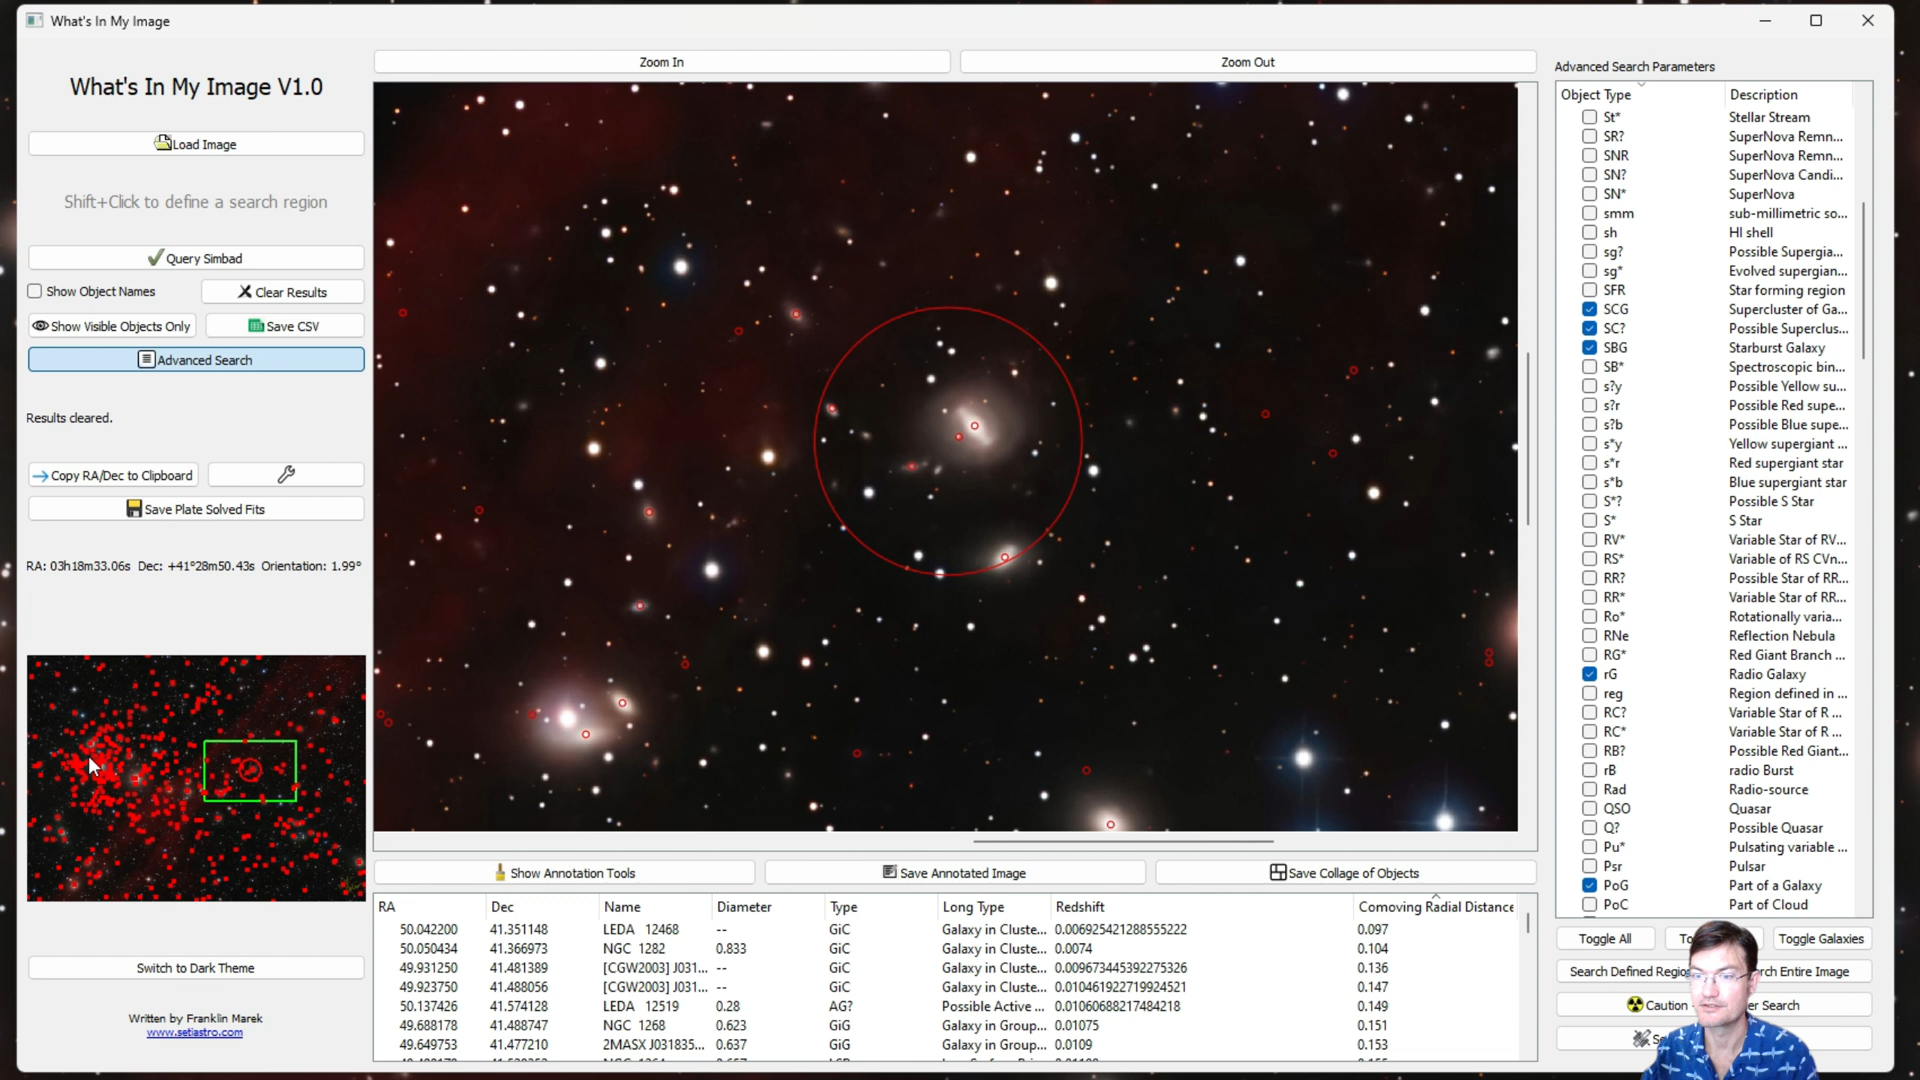 What's In My Image
What's In My Image V1.0
Load Image
Shift+Click to define a search region
Query Simbad
Show Object Names
Clear Results
Show Visible Objects Only
Save CSV
Advanced Search
Results cleared.
Copy RA/Dec to Clipboard
Save Plate Solved Fits
RA: 03h18m33.06s Dec: +41°28m50.43s Orientation: 1.99°
Switch to Dark Theme
Written by Franklin Marek
www.setiastro.com
Zoom In
Zoom Out
Show Annotation Tools
Save Annotated Image
Save Collage of Objects
RA Dec Name Diameter Type Long Type Redshift Comoving Radial Distance
50.042200 41.351148 LEDA 12468 -- GiC Galaxy in Cluste... 0.006925421288555222 0.097
50.050434 41.366973 NGC 1282 0.833 GiC Galaxy in Cluste... 0.0074 0.104
49.931250 41.481389 [CGW2003] J031... -- GiC Galaxy in Cluste... 0.009673445392275326 0.136
49.923750 41.488056 [CGW2003] J031... -- GiC Galaxy in Cluste... 0.010461922719924521 0.147
50.137426 41.574128 LEDA 12519 0.28 AG? Possible Active ... 0.01060688217484218 0.149
49.688178 41.488747 NGC 1268 0.623 GiG Galaxy in Group... 0.01075 0.151
49.649753 41.477210 2MASX J031835... 0.637 GiG Galaxy in Group... 0.0109 0.153
Advanced Search Parameters
Object Type Description
St* Stellar Stream
SR? SuperNova Remn...
SNR SuperNova Remn...
SN? SuperNova Candi...
SN* SuperNova
smm sub-millimetric so...
sh HI shell
sg? Possible Supergia...
sg* Evolved supergian...
SFR Star forming region
SCG Supercluster of Ga...
SC? Possible Superclus...
SBG Starburst Galaxy
SB* Spectroscopic bin...
s?y Possible Yellow su...
s?r Possible Red supe...
s?b Possible Blue supe...
s*y Yellow supergiant ...
s*r Red supergiant star
s*b Blue supergiant star
S*? Possible S Star
S* S Star
RV* Variable Star of RV...
RS* Variable of RS CVn...
RR? Possible Star of RR...
RR* Variable Star of RR...
Ro* Rotationally varia...
RNe Reflection Nebula
RG* Red Giant Branch ...
rG Radio Galaxy
reg Region defined in ...
RC? Variable Star of R ...
RC* Variable Star of R ...
RB? Possible Red Giant...
rB radio Burst
Rad Radio-source
QSO Quasar
Q? Possible Quasar
Pu* Pulsating variable ...
Psr Pulsar
PoG Part of a Galaxy
PoC Part of Cloud
Toggle All
Toggle Galaxies
Search Defined
Entire Image
Caution
Search